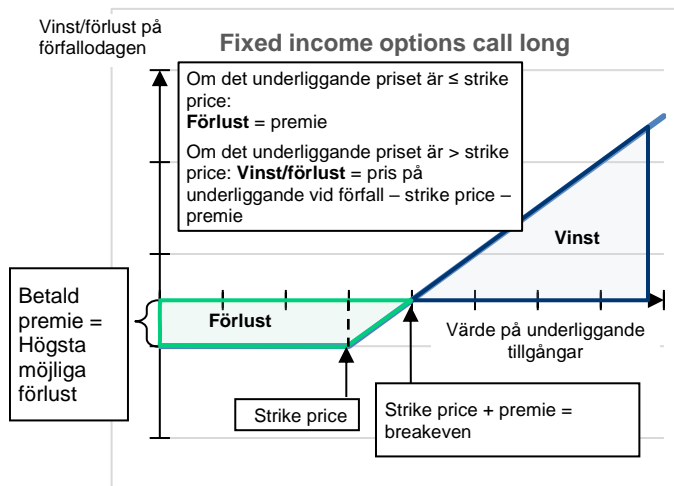 Vinst/förlust på
förfallodagen
Fixed income options call long
Om det underliggande priset är ≤ strike
price:
Förlust = premie
Om det underliggande priset är > strike
price: Vinst/förlust = pris på
underliggande vid förfall – strike price –
premie
Vinst
Betald
premie =
Högsta
möjliga
förlust
Förlust
Värde på underliggande
tillgångar
Strike price
Strike price + premie =
breakeven